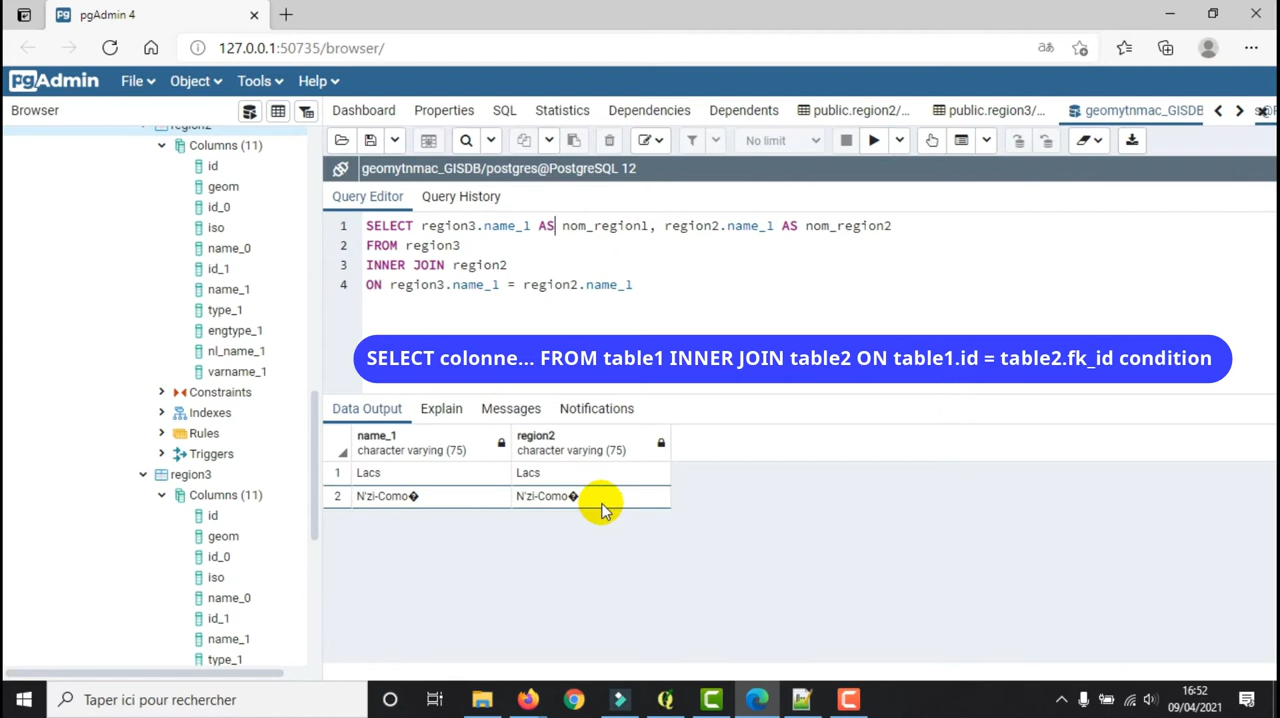 pgAdmin 4
127.0.0.1:50735/browser/
pgAdmin File Object Tools Help
Browser
Dashboard Properties SQL Statistics Dependencies Dependents public.region2/... public.region3/... geomytnmac_GISDB
No limit
geomytnmac_GISDB/postgres@PostgreSQL 12
Query Editor Query History
1 SELECT region3.name_1 AS nom_region1, region2.name_1 AS nom_region2
2 FROM region3
3 INNER JOIN region2
4 ON region3.name_1 = region2.name_1
SELECT colonne... FROM table1 INNER JOIN table2 ON table1.id = table2.fk_id condition
Data Output Explain Messages Notifications
name_1 region2
character varying (75) character varying (75)
1 Lacs Lacs
2 N'zi-Como� N'zi-Como�
region2
Columns (11)
id
geom
id_0
iso
name_0
id_1
name_1
type_1
engtype_1
nl_name_1
varname_1
Constraints
Indexes
Rules
Triggers
region3
Columns (11)
id
geom
id_0
iso
name_0
id_1
name_1
type_1
Taper ici pour rechercher
16:52
09/04/2021